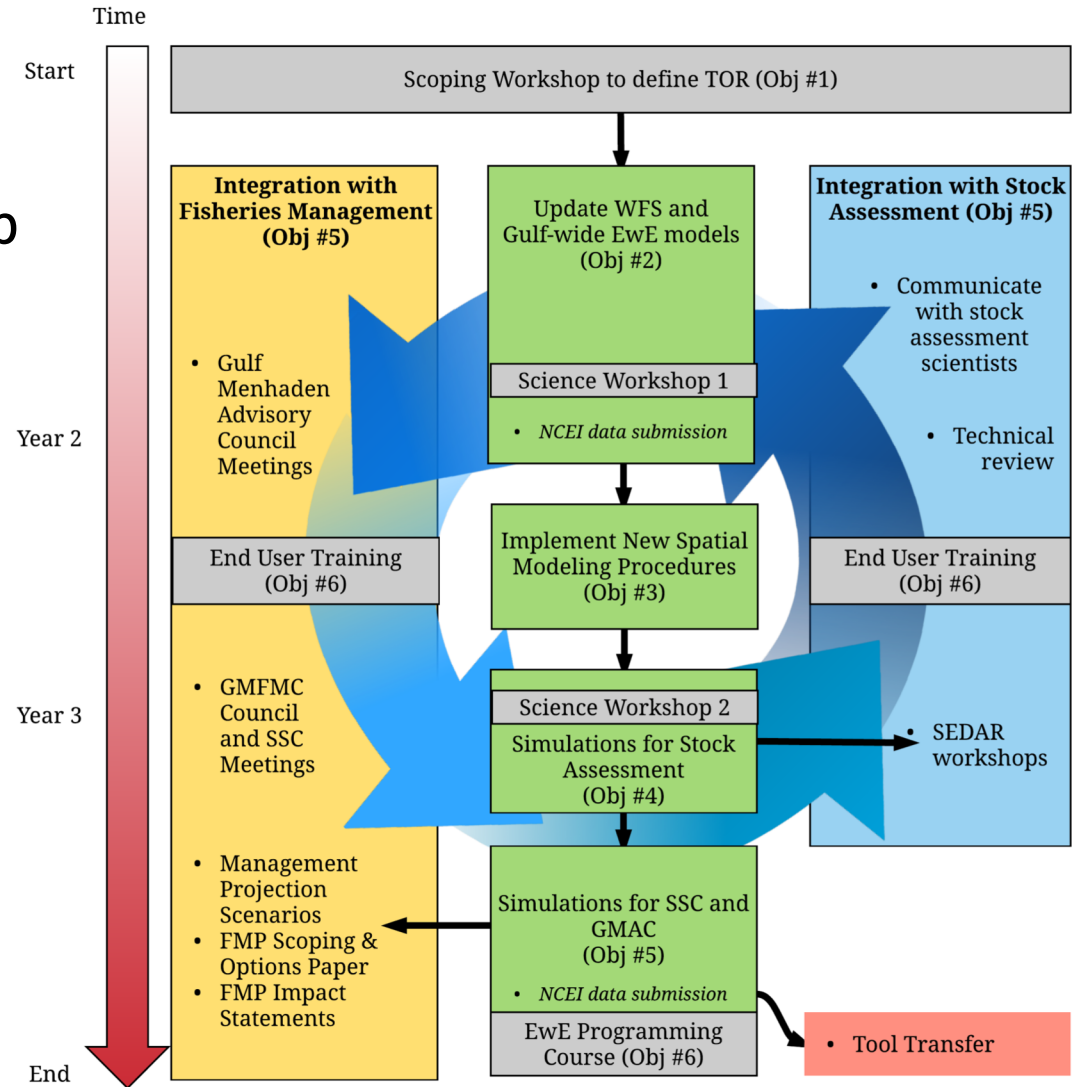 Time
Start
Scoping Workshop to define TOR (Obj #1)
p
Integration with
Fisheries Management
(Obj #5)
• Gulf
Menhaden
Advisory
Council
Meetings
Year 2
End User Training
(Obj #6)
• GMFMC
Council
and SSC
Meetings
Year 3
• Management
Projection
Scenarios
• FMP Scoping &
Options Paper
• FMP Impact
Statements
End
Update WFS and
Gulf-wide EwE models
(Obj #2)
Science Workshop 1
• NCEI data submission
Implement New Spatial
Modeling Procedures
(Obj #3)
Science Workshop 2
Simulations for Stock
Assessment
(Obj #4)
Simulations for SSC and
GMAC
(Obj #5)
• NCEI data submission
EwE Programming
Course (Obj #6)
Integration with Stock
Assessment (Obj #5)
• Communicate
with stock
assessment
scientists
• Technical
review
End User Training
(Obj #6)
• SEDAR
workshops
• Tool Transfer